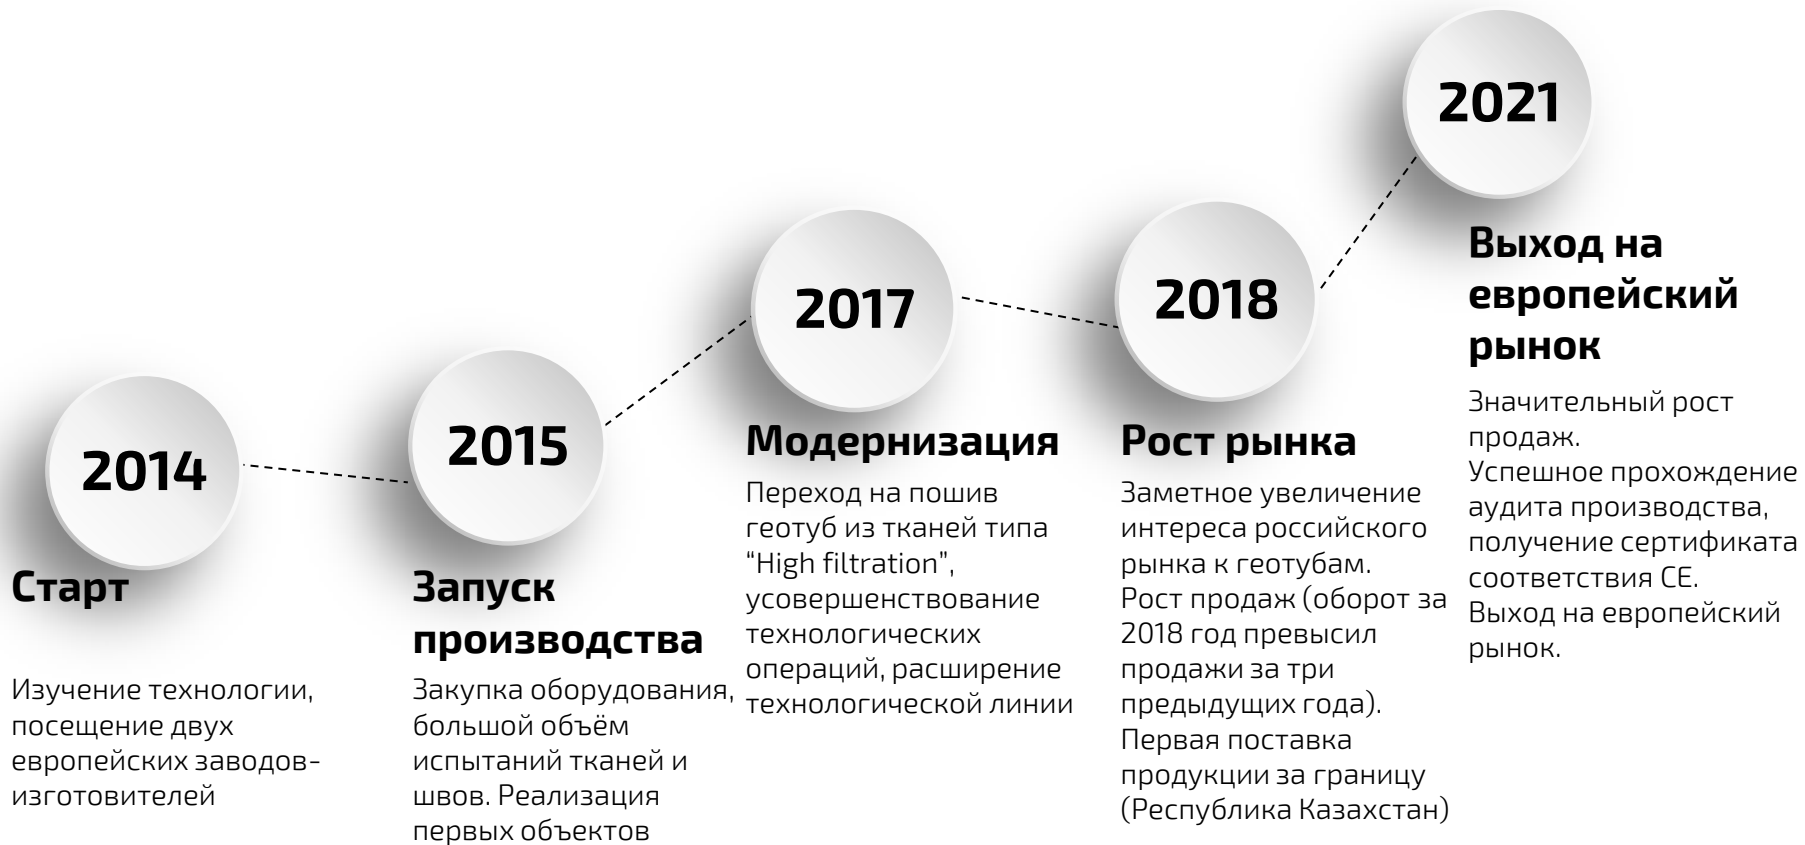 2014
Старт
Изучение технологии,
посещение двух
европейских заводов-
изготовителей
2015
Запуск
производства
Закупка оборудования,
большой объём
испытаний тканей и
швов. Реализация
первых объектов
2017
Модернизация
Переход на пошив
геотуб из тканей типа
“High filtration”,
усовершенствование
технологических
операций, расширение
технологической линии
2018
Рост рынка
Заметное увеличение
интереса российского
рынка к геотубам.
Рост продаж (оборот за
2018 год превысил
продажи за три
предыдущих года).
Первая поставка
продукции за границу
(Республика Казахстан)
2021
Выход на
европейский
рынок
Значительный рост
продаж.
Успешное прохождение
аудита производства,
получение сертификата
соответствия CE.
Выход на европейский
рынок.